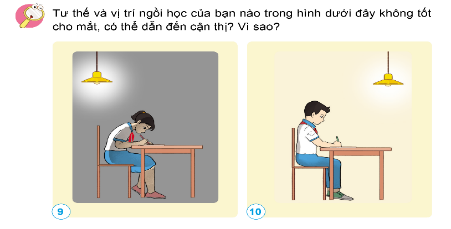 Tư thế và vị trí ngồi học của bạn nào trong hình dưới đây không tốt
cho mắt, có thể dẫn đến cận thị? Vì sao?
9
10